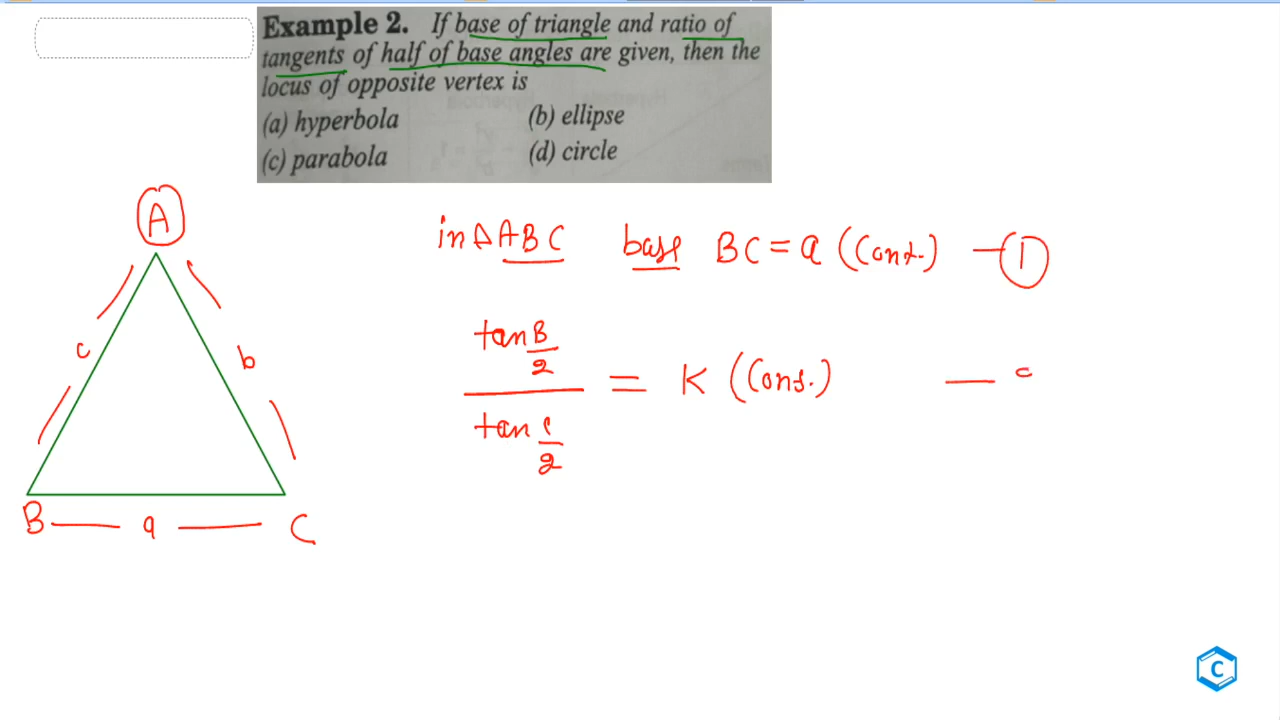 Example 2. If base of triangle and ratio of
tangents of half of base angles are given, then the
locus of opposite vertex is
(a) hyperbola (b) ellipse
(c) parabola (d) circle
A
in Δ ABC base BC = a (Cont.) — 1
c
b
tan B/2
= K (Cons.) —
tan C/2
B — a — C
C